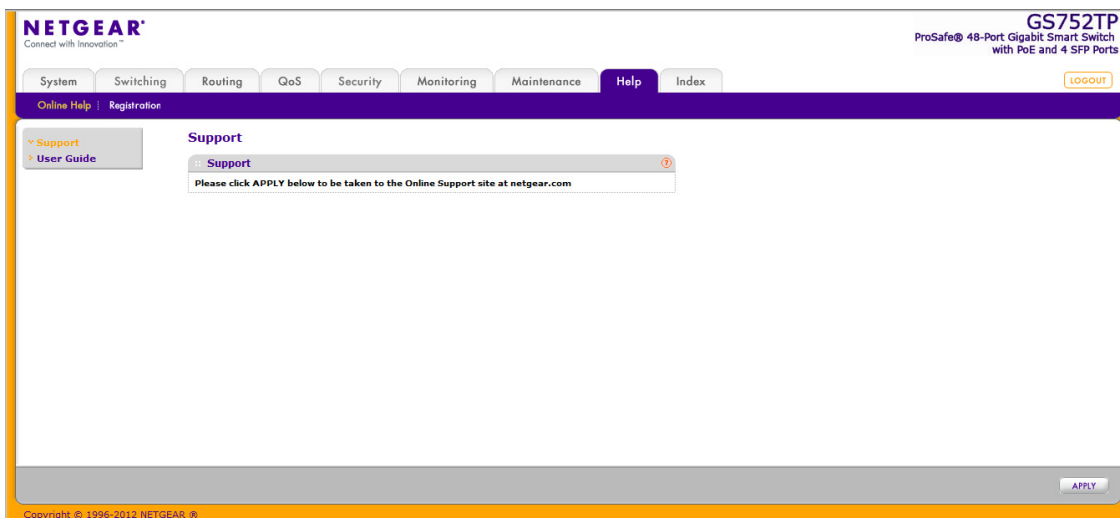 NETGEAR®
Connect with Innovation™
GS752TP
ProSafe® 48-Port Gigabit Smart Switch
with PoE and 4 SFP Ports
System Switching Routing QoS Security Monitoring Maintenance Help Index
LOGOUT
Online Help | Registration
Support
User Guide
Support
Support ?
Please click APPLY below to be taken to the Online Support site at netgear.com
APPLY
Copyright © 1996-2012 NETGEAR ®